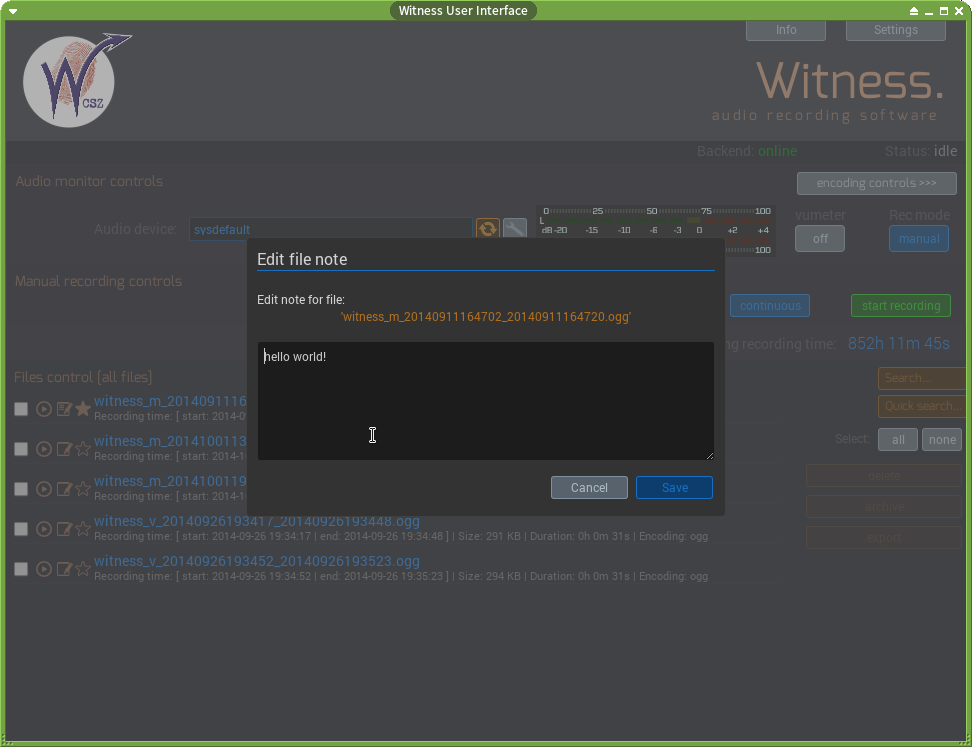 Witness User Interface
Info
Settings
W
CSZ
Witness.
audio recording software
Backend: online
Status: idle
Audio monitor controls
encoding controls >>>
Audio device:
sysdefault
0 25 50 75 100
L
dB -20 -15 -10 -6 -3 0 +2 +4
100
vumeter
off
Rec mode
manual
Manual recording controls
continuous
start recording
ng recording time: 852h 11m 45s
Edit file note
Edit note for file:
'witness_m_20140911164702_20140911164720.ogg'
hello world!
Cancel
Save
Files control [all files]
Search...
Quick search...
Select:
all
none
delete
archive
export
witness_m_2014091116
Recording time: [ start: 2014-0
witness_m_2014100113
Recording time: [ start: 2014-1
witness_m_2014100119
Recording time: [ start: 2014-1
witness_v_20140926193417_20140926193448.ogg
Recording time: [ start: 2014-09-26 19:34:17 | end: 2014-09-26 19:34:48 ] | Size: 291 KB | Duration: 0h 0m 31s | Encoding: ogg
witness_v_20140926193452_20140926193523.ogg
Recording time: [ start: 2014-09-26 19:34:52 | end: 2014-09-26 19:35:23 ] | Size: 294 KB | Duration: 0h 0m 31s | Encoding: ogg